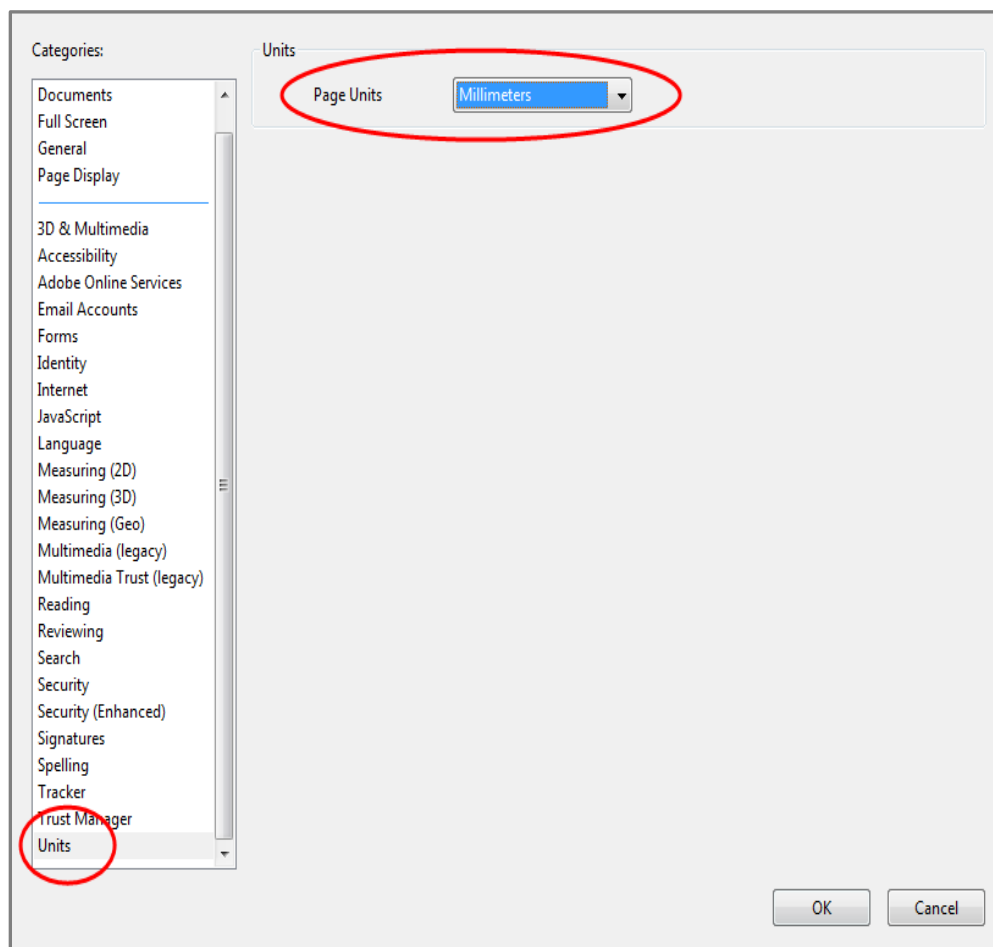 Categories:
Documents
Full Screen
General
Page Display
3D & Multimedia
Accessibility
Adobe Online Services
Email Accounts
Forms
Identity
Internet
JavaScript
Language
Measuring (2D)
Measuring (3D)
Measuring (Geo)
Multimedia (legacy)
Multimedia Trust (legacy)
Reading
Reviewing
Search
Security
Security (Enhanced)
Signatures
Spelling
Tracker
Trust Manager
Units
Units
Page Units Millimeters
OK Cancel